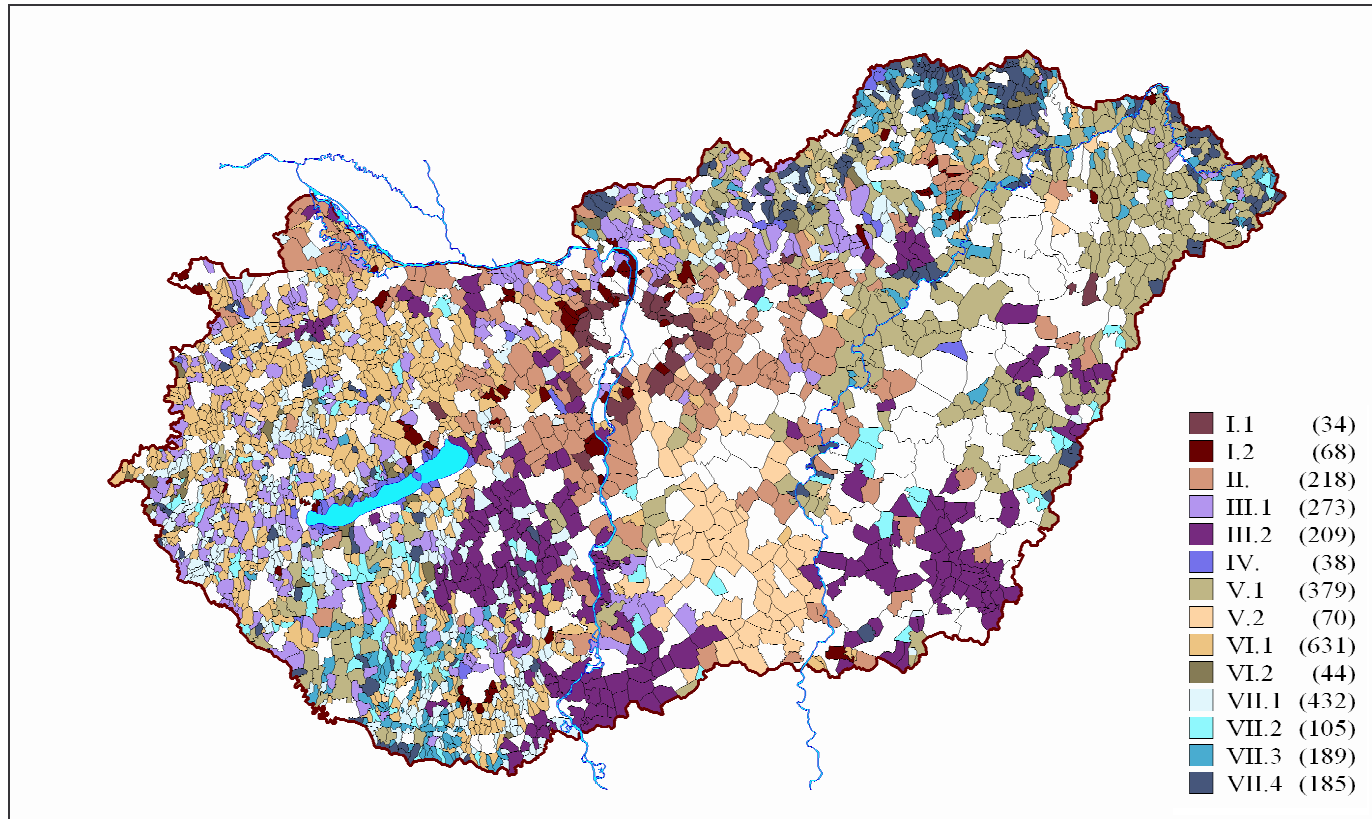 I.1 (34)
I.2 (68)
II. (218)
III.1 (273)
III.2 (209)
IV. (38)
V.1 (379)
V.2 (70)
VI.1 (631)
VI.2 (44)
VII.1 (432)
VII.2 (105)
VII.3 (189)
VII.4 (185)